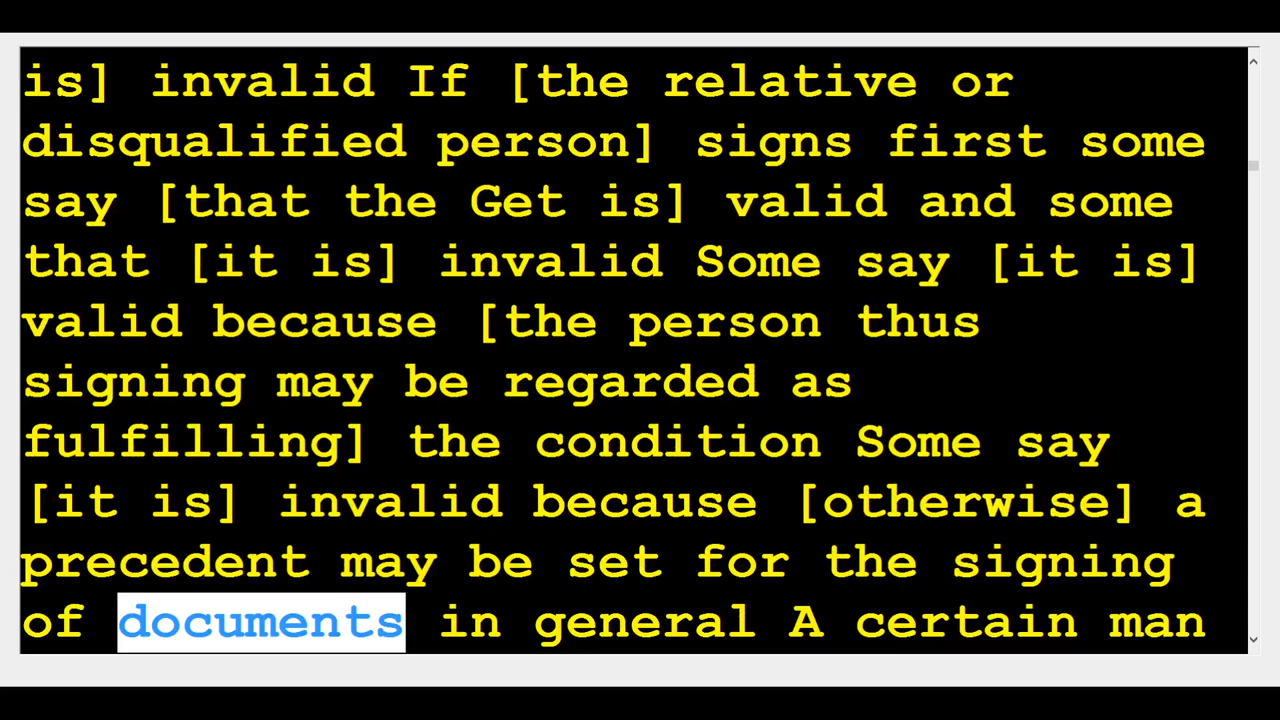 is] invalid If [the relative or
disqualified person] signs first some
say [that the Get is] valid and some
that [it is] invalid Some say [it is]
valid because [the person thus
signing may be regarded as
fulfilling] the condition Some say
[it is] invalid because [otherwise] a
precedent may be set for the signing
of documents in general A certain man